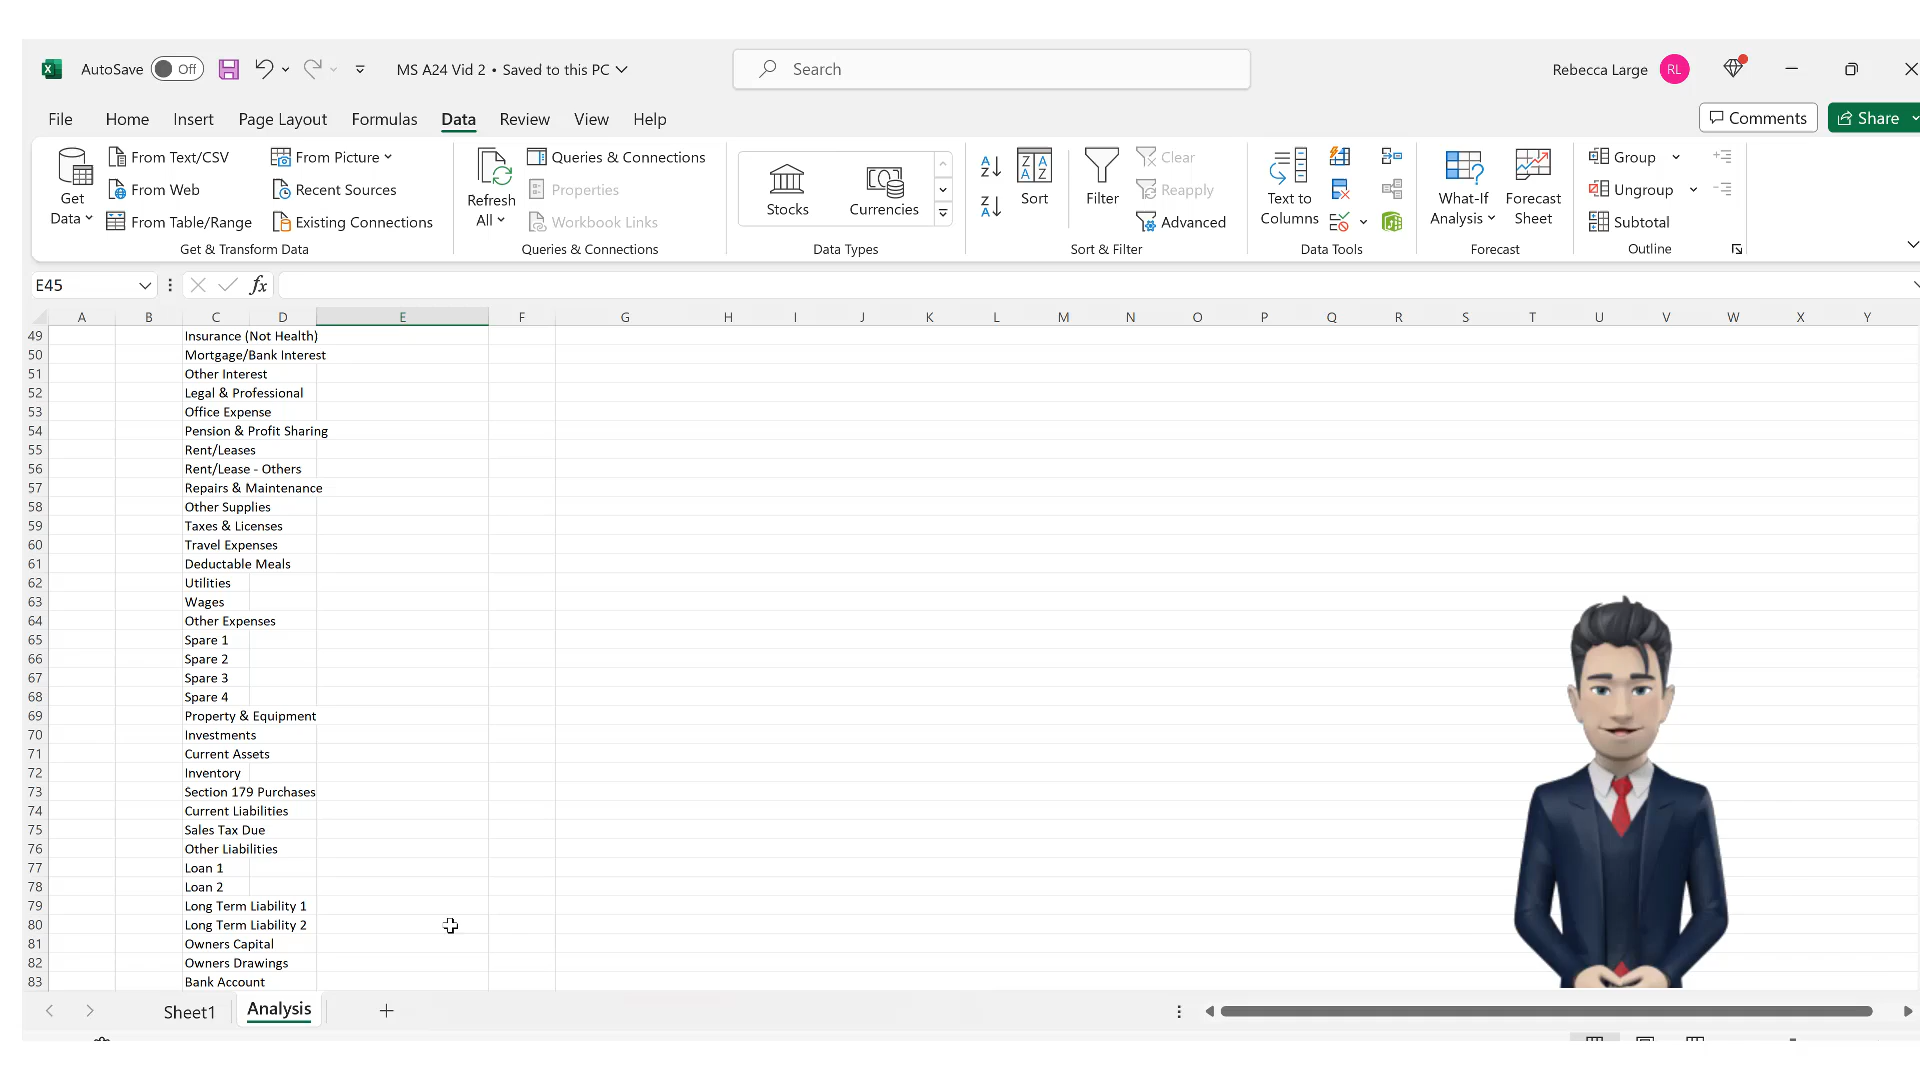 AutoSave Off MS A24 Vid 2 • Saved to this PC Search Rebecca Large RL
File Home Insert Page Layout Formulas Data Review View Help Comments Share
Get Data
From Text/CSV
From Web
From Table/Range
From Picture
Recent Sources
Existing Connections
Get & Transform Data
Refresh All
Queries & Connections
Properties
Workbook Links
Queries & Connections
Stocks
Currencies
Data Types
Sort
Filter
Clear
Reapply
Advanced
Sort & Filter
Text to Columns
Data Tools
What-If Analysis
Forecast Sheet
Forecast
Group
Ungroup
Subtotal
Outline
E45 fx
A B C D E F G H I J K L M N O P Q R S T U V W X Y
49 Insurance (Not Health)
50 Mortgage/Bank Interest
51 Other Interest
52 Legal & Professional
53 Office Expense
54 Pension & Profit Sharing
55 Rent/Leases
56 Rent/Lease - Others
57 Repairs & Maintenance
58 Other Supplies
59 Taxes & Licenses
60 Travel Expenses
61 Deductable Meals
62 Utilities
63 Wages
64 Other Expenses
65 Spare 1
66 Spare 2
67 Spare 3
68 Spare 4
69 Property & Equipment
70 Investments
71 Current Assets
72 Inventory
73 Section 179 Purchases
74 Current Liabilities
75 Sales Tax Due
76 Other Liabilities
77 Loan 1
78 Loan 2
79 Long Term Liability 1
80 Long Term Liability 2
81 Owners Capital
82 Owners Drawings
83 Bank Account
Sheet1 Analysis